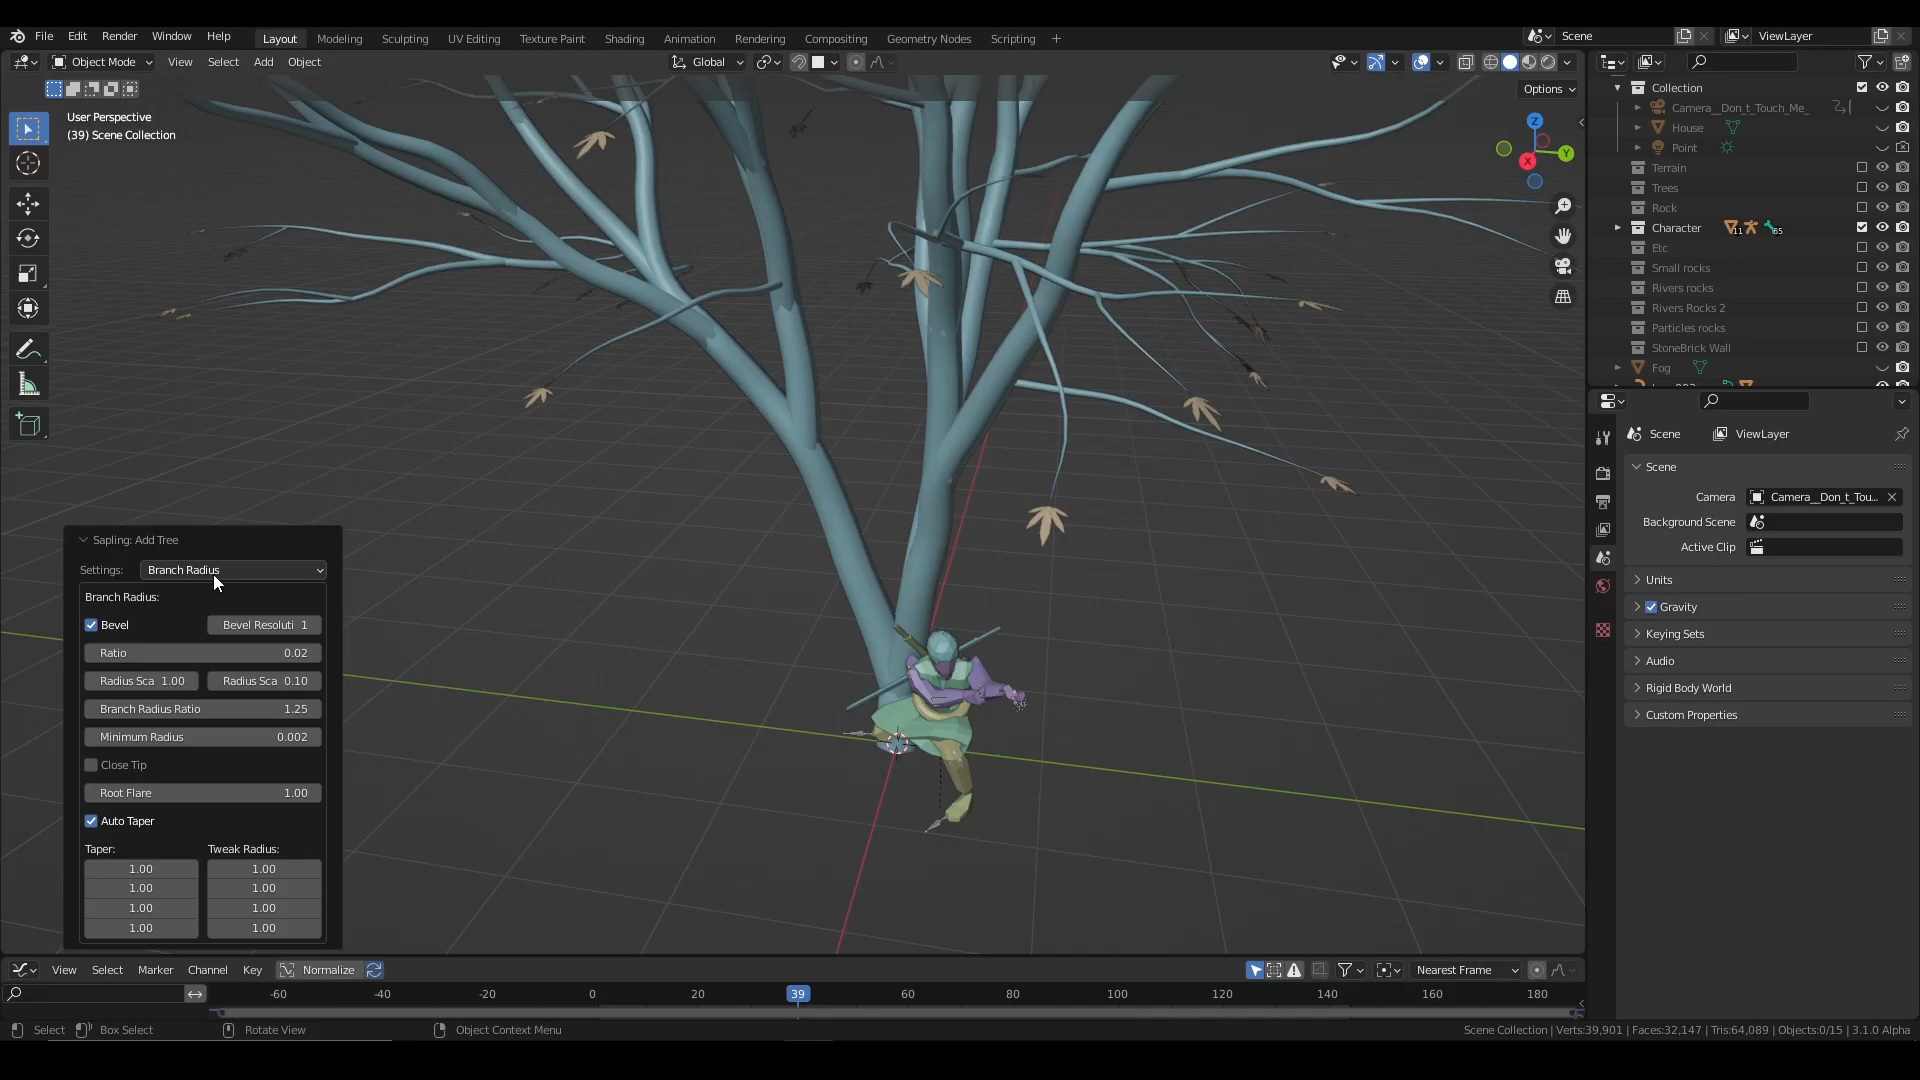 File Edit Render Window Help Layout Modeling Sculpting UV Editing Texture Paint Shading Animation Rendering Compositing Geometry Nodes Scripting + Scene ViewLayer
Object Mode View Select Add Object Global
Options
User Perspective
(39) Scene Collection
Z
Y
X
Collection
Camera__Don_t_Touch_Me_
House
Point
Terrain
Trees
Rock
Character 11 65
Etc
Small rocks
Rivers rocks
Rivers Rocks 2
Particles rocks
StoneBrick Wall
Fog
Scene ViewLayer
Scene
Camera Camera__Don_t_Tou...
Background Scene
Active Clip
Units
Gravity
Keying Sets
Audio
Rigid Body World
Custom Properties
Sapling: Add Tree
Settings: Branch Radius
Branch Radius:
Bevel Bevel Resoluti 1
Ratio 0.02
Radius Sca 1.00 Radius Sca 0.10
Branch Radius Ratio 1.25
Minimum Radius 0.002
Close Tip
Root Flare 1.00
Auto Taper
Taper: Tweak Radius:
1.00 1.00
1.00 1.00
1.00 1.00
1.00 1.00
View Select Marker Channel Key Normalize Nearest Frame
-60 -40 -20 0 20 39 60 80 100 120 140 160 180
Select Box Select Rotate View Object Context Menu Scene Collection | Verts:39,901 | Faces:32,147 | Tris:64,089 | Objects:0/15 | 3.1.0 Alpha